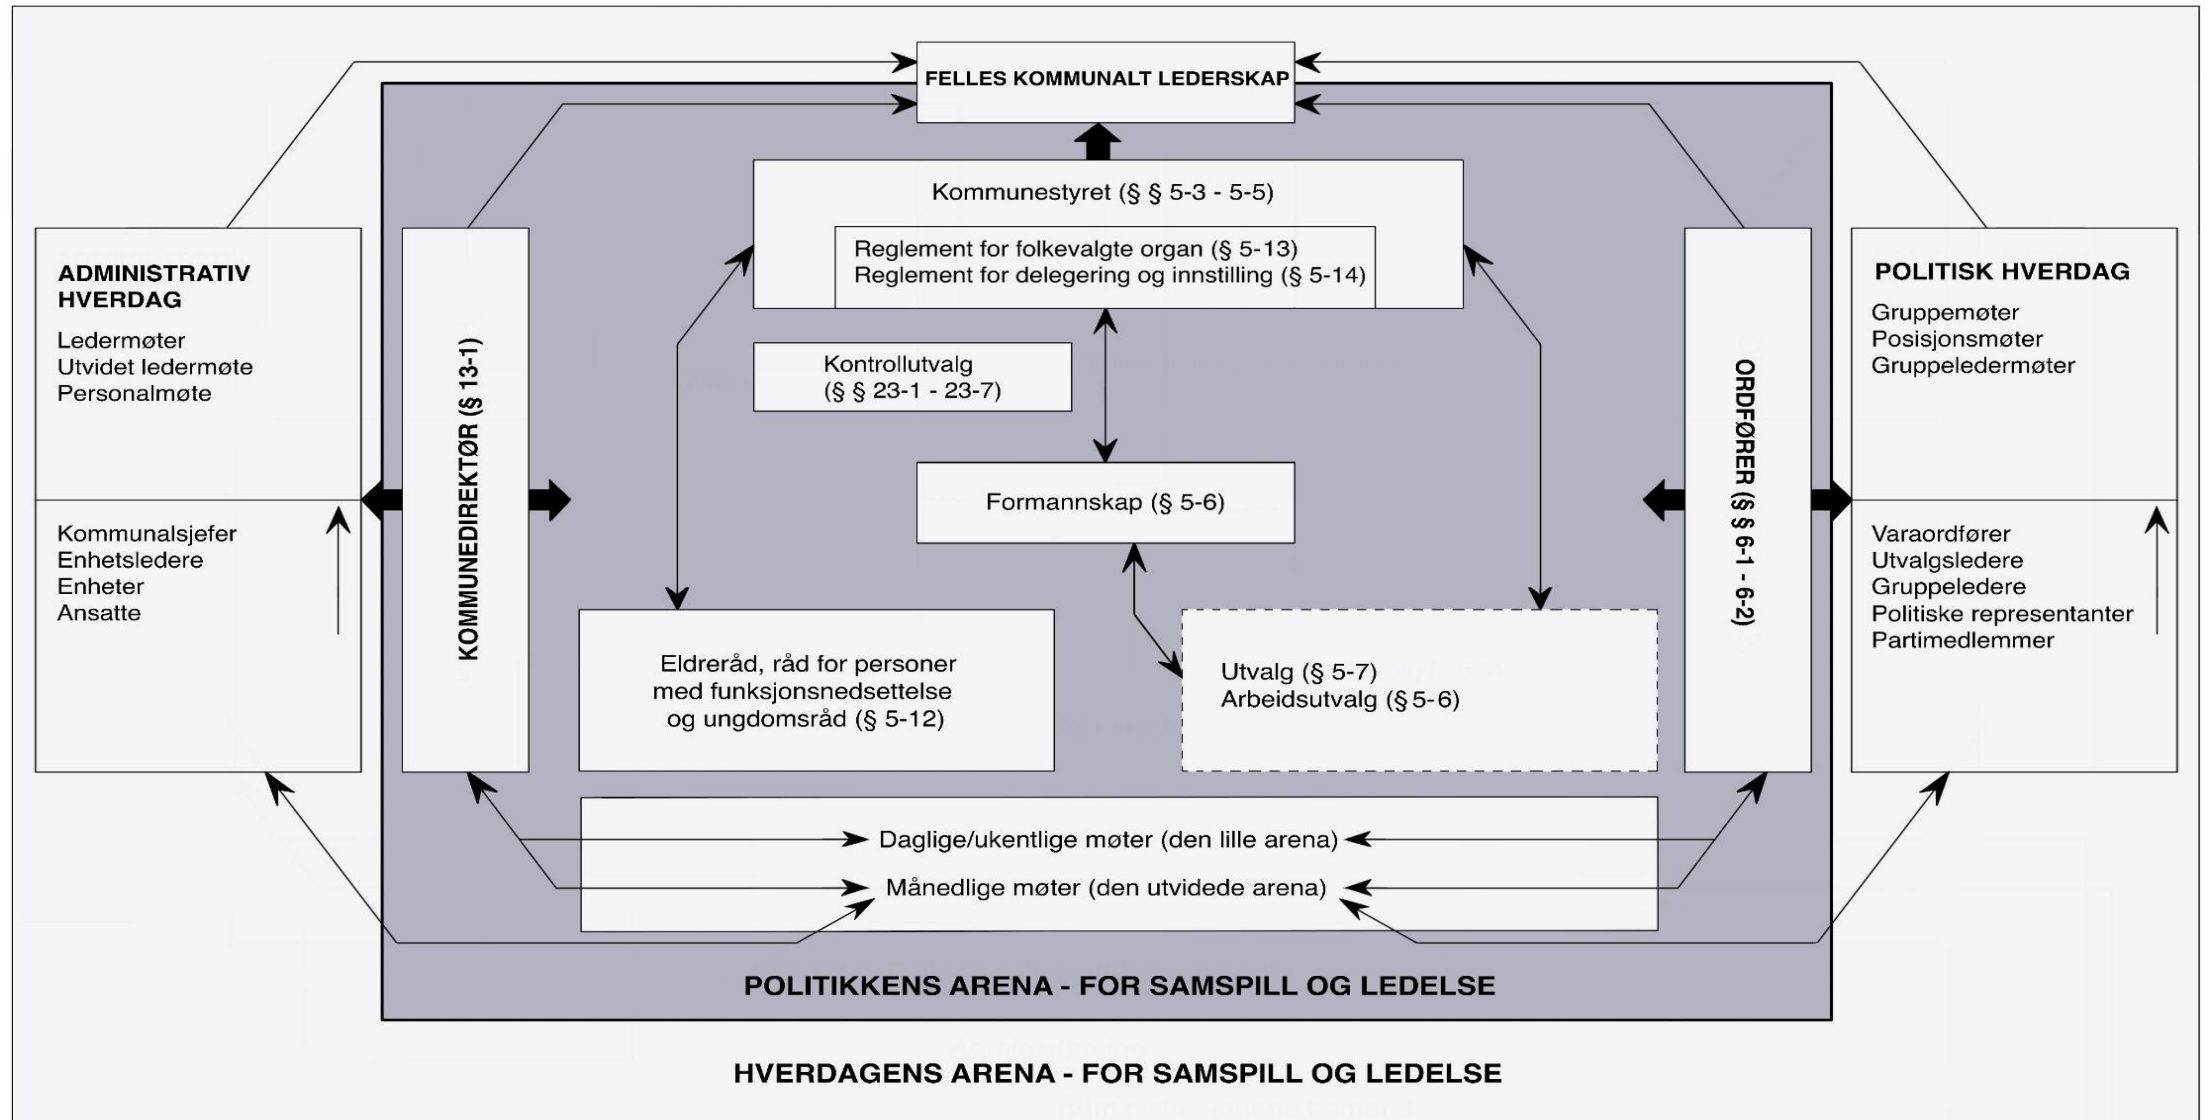 FELLES KOMMUNALT LEDERSKAP
Kommunestyret (§ § 5-3 - 5-5)
Reglement for folkevalgte organ (§ 5-13)
Reglement for delegering og innstilling (§ 5-14)
ADMINISTRATIV
HVERDAG
Ledermøter
Utvidet ledermøte
Personalmøte
Kommunalsjefer
Enhetsledere
Enheter
Ansatte
KOMMUNEDIREKTØR (§ 13-1)
Kontrollutvalg
(§ § 23-1 - 23-7)
Formannskap (§ 5-6)
Eldreråd, råd for personer
med funksjonsnedsettelse
og ungdomsråd (§ 5-12)
Utvalg (§ 5-7)
Arbeidsutvalg (§ 5-6)
ORDFØRER (§ § 6-1 - 6-2)
POLITISK HVERDAG
Gruppemøter
Posisjonsmøter
Gruppeledermøter
Varaordfører
Utvalgsledere
Gruppeledere
Politiske representanter
Partimedlemmer
Daglige/ukentlige møter (den lille arena)
Månedlige møter (den utvidede arena)
POLITIKKENS ARENA - FOR SAMSPILL OG LEDELSE
HVERDAGENS ARENA - FOR SAMSPILL OG LEDELSE